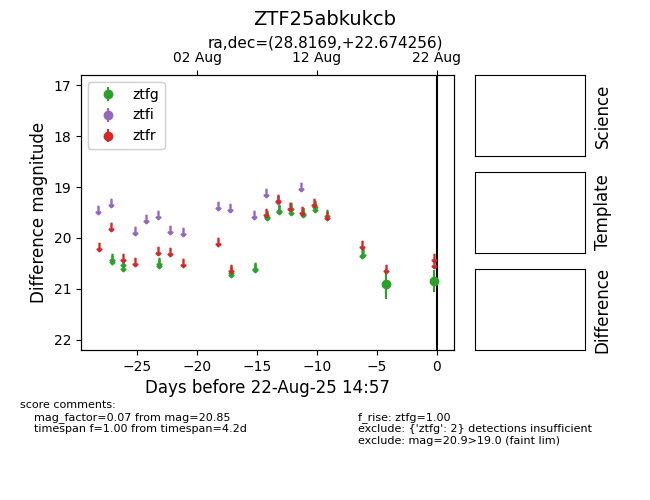 ZTF25abkukcb
ra,dec=(28.8169,+22.674256)
02 Aug 12 Aug 22 Aug
ztfg
ztfi
ztfr
17
18
19
20
21
22
Difference magnitude
−25 −20 −15 −10 −5 0
Days before 22-Aug-25 14:57
Science
Template
Difference
score comments:
mag_factor=0.07 from mag=20.85
timespan f=1.00 from timespan=4.2d
f_rise: ztfg=1.00
exclude: {'ztfg': 2} detections insufficient
exclude: mag=20.9>19.0 (faint lim)